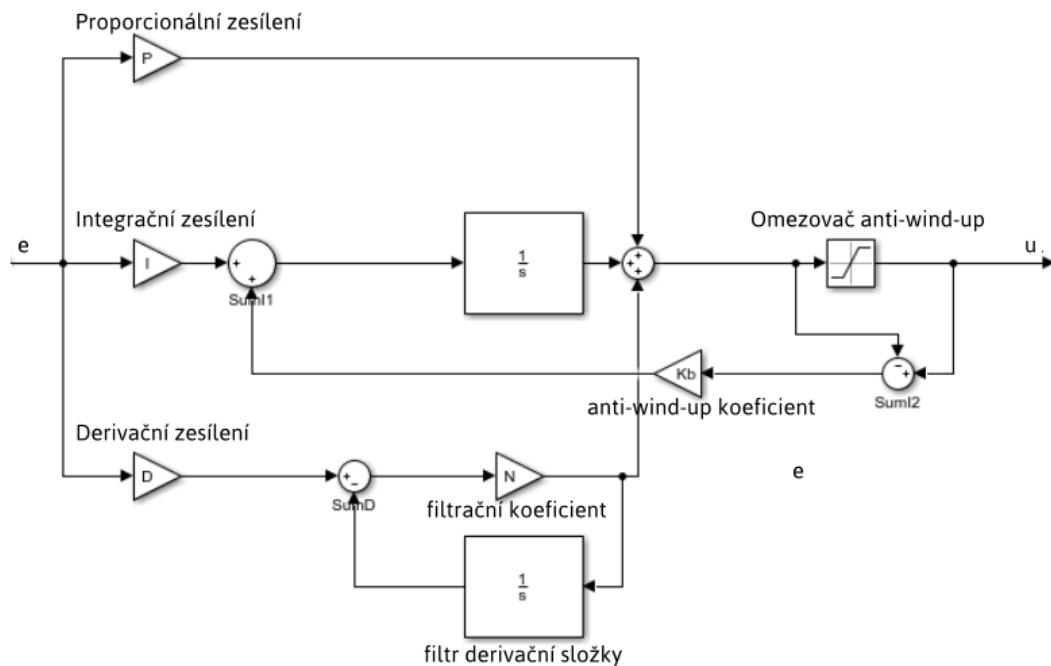 Proporcionální zesílení
P
Integrační zesílení
Omezovač anti-wind-up
e
u
I
+
+
SumI1
1
s
+
+
+
−
+
SumI2
Kb
anti-wind-up koeficient
Derivační zesílení
e
D
+
−
SumD
N
filtrační koeficient
1
s
filtr derivační složky